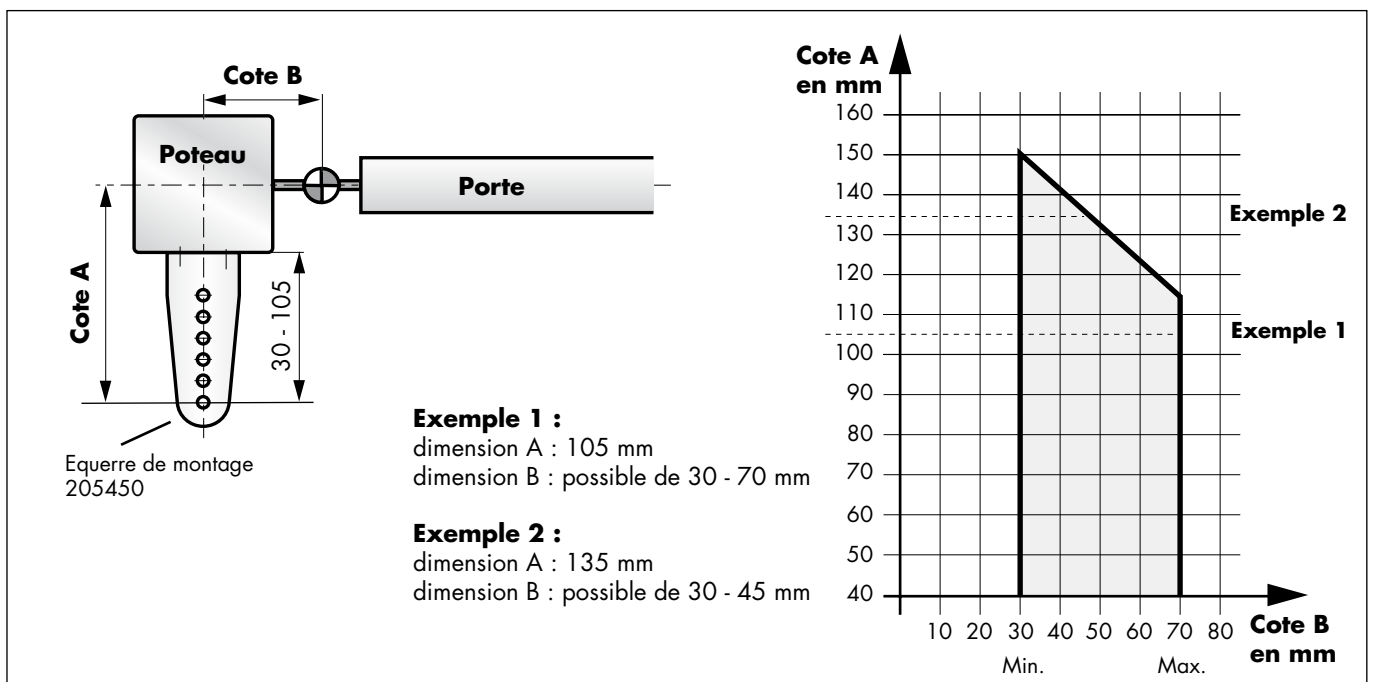 Cote B
Poteau
Porte
Cote A
30 - 105
Equerre de montage
205450
Exemple 1 :
dimension A : 105 mm
dimension B : possible de 30 - 70 mm
Exemple 2 :
dimension A : 135 mm
dimension B : possible de 30 - 45 mm
Cote A
en mm
160
150
140
130
120
110
100
90
80
70
60
50
40
Exemple 2
Exemple 1
10 20 30 40 50 60 70 80
Min. Max.
Cote B
en mm